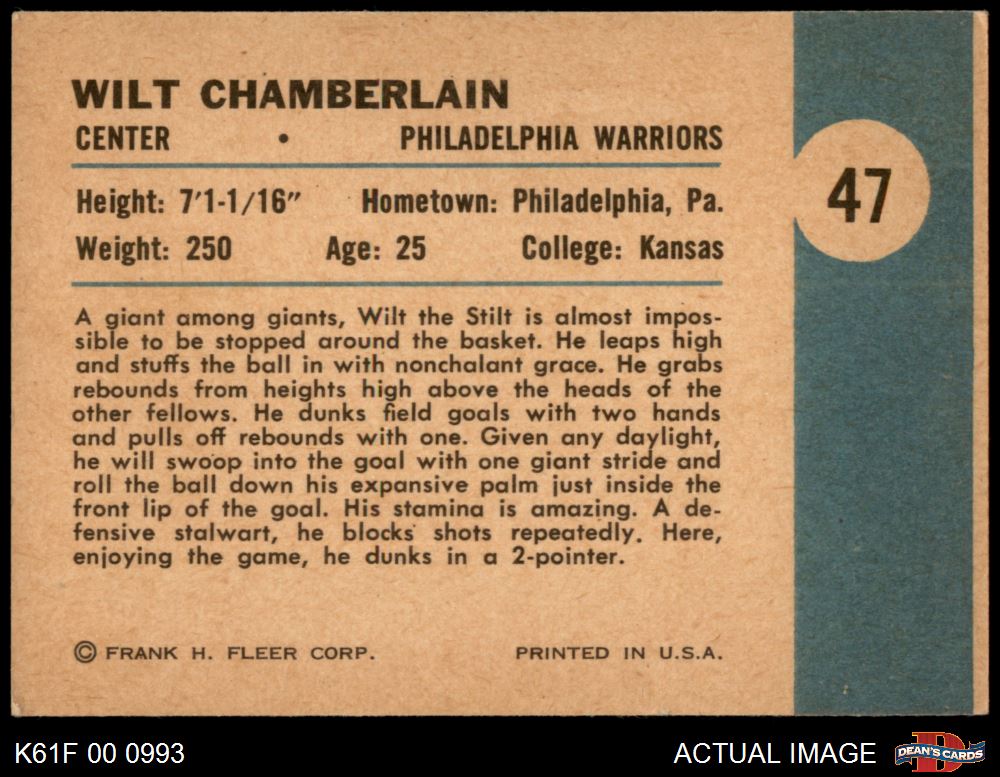 WILT CHAMBERLAIN
CENTER • PHILADELPHIA WARRIORS
47
Height: 7'1-1/16" Hometown: Philadelphia, Pa.
Weight: 250 Age: 25 College: Kansas
A giant among giants, Wilt the Stilt is almost impos-
sible to be stopped around the basket. He leaps high
and stuffs the ball in with nonchalant grace. He grabs
rebounds from heights high above the heads of the
other fellows. He dunks field goals with two hands
and pulls off rebounds with one. Given any daylight,
he will swoop into the goal with one giant stride and
roll the ball down his expansive palm just inside the
front lip of the goal. His stamina is amazing. A de-
fensive stalwart, he blocks shots repeatedly. Here,
enjoying the game, he dunks in a 2-pointer.
© FRANK H. FLEER CORP. PRINTED IN U.S.A.
K61F 00 0993 ACTUAL IMAGE D DEAN'S CARDS